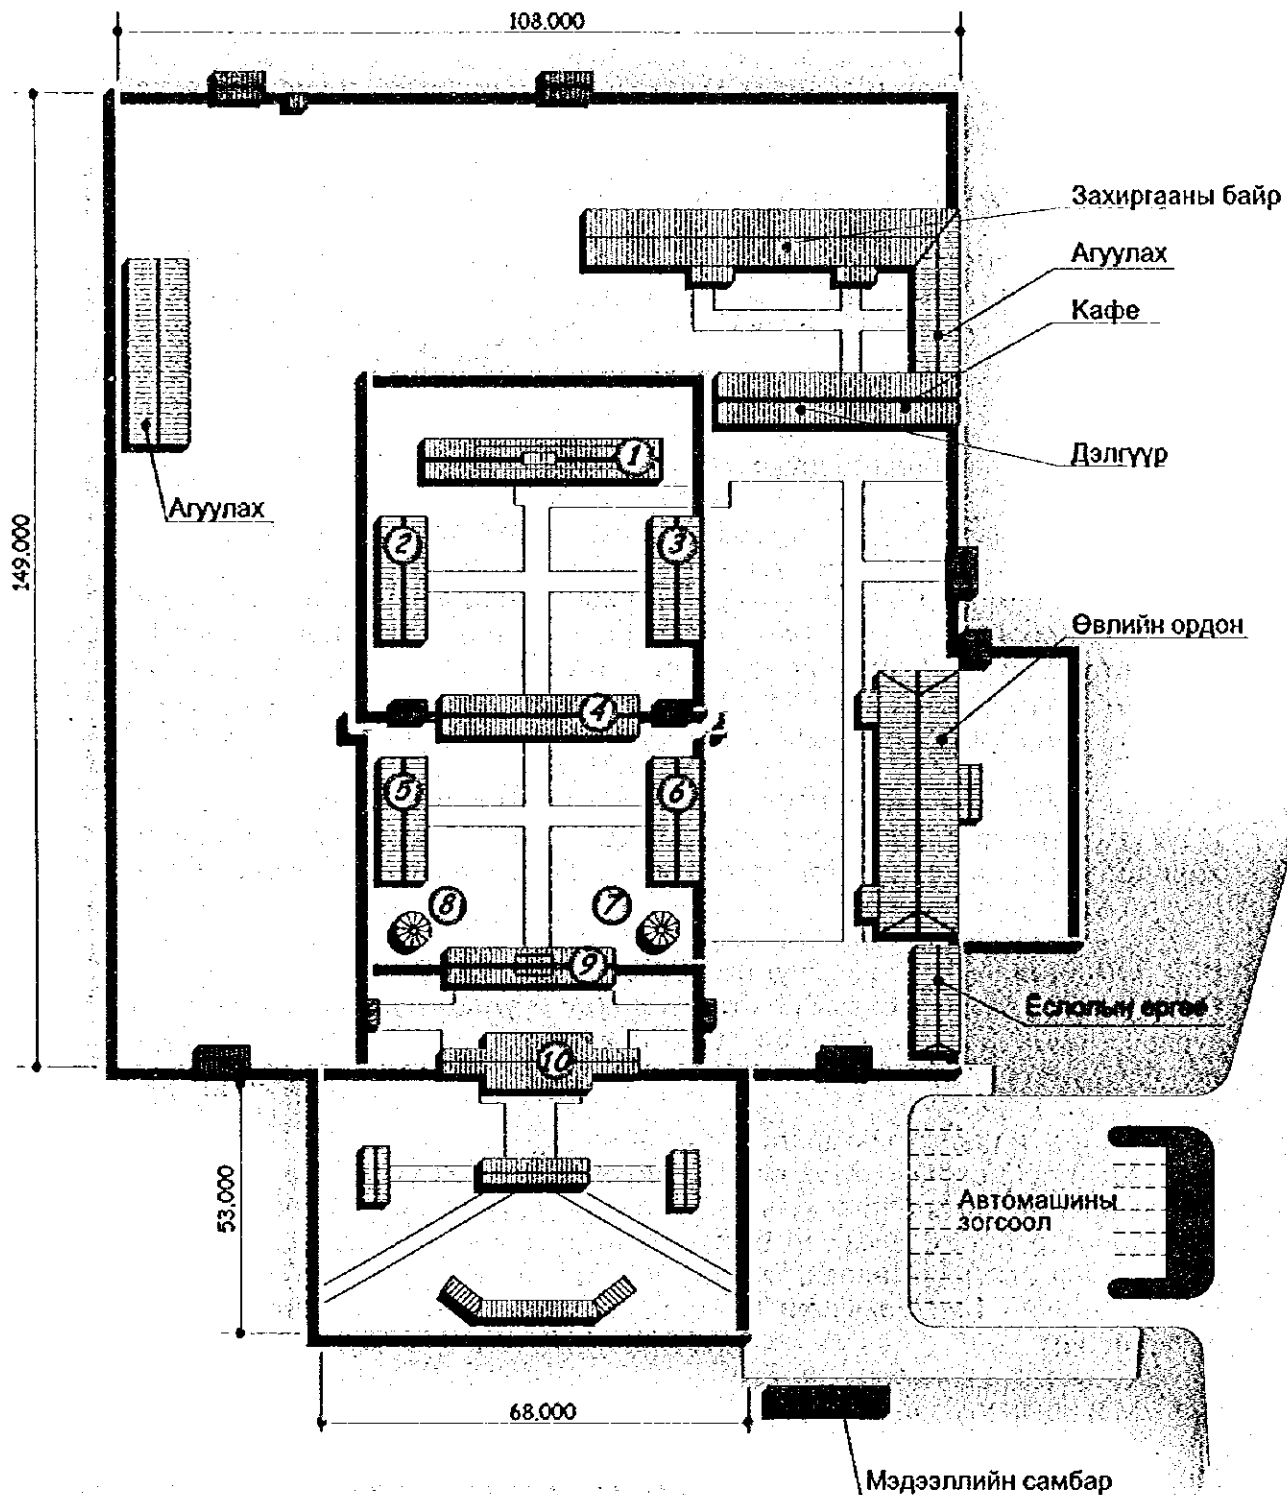 108.000
Захиргааны байр
Агуулах
Кафе
Дэлгүүр
1
Агуулах
2
3
149.000
Өвлийн ордон
4
5
6
8
7
9
Ёслолын өргөө
10
53.000
Автомашины
зогсоол
68.000
Мэдээллийн самбар